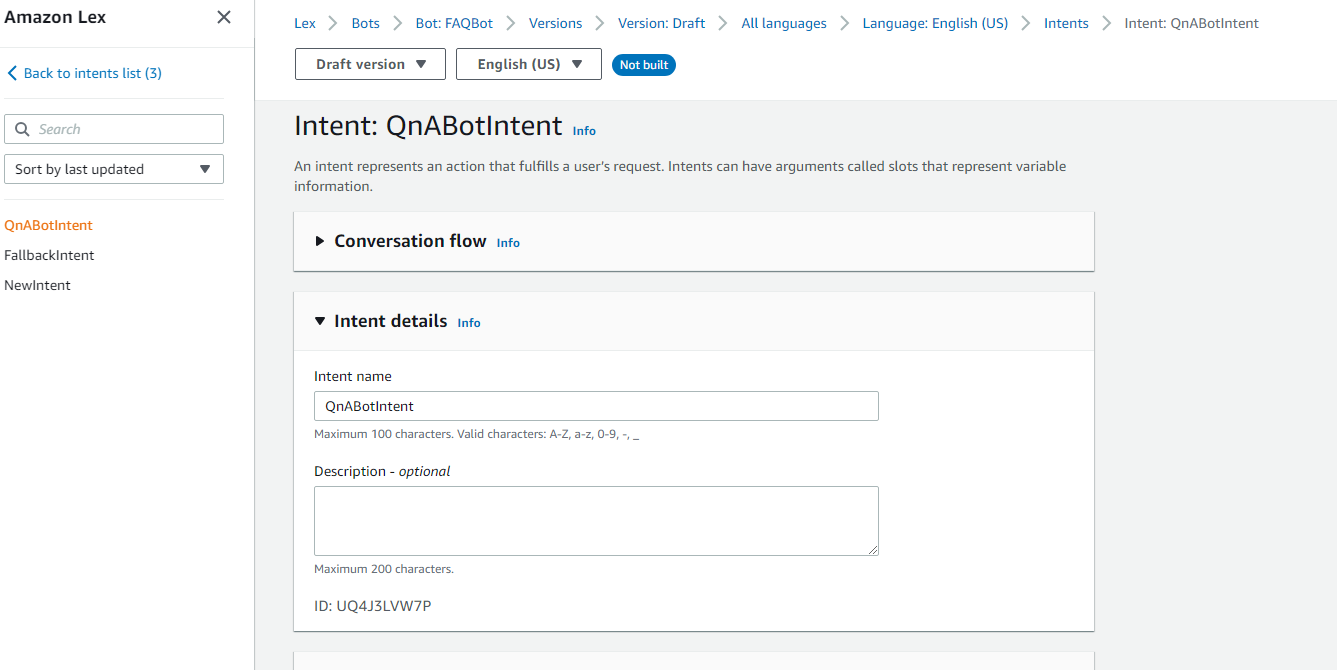 Amazon Lex
Back to intents list (3)
Search
Sort by last updated
QnABotIntent
FallbackIntent
NewIntent
Lex Bots Bot: FAQBot Versions Version: Draft All languages Language: English (US) Intents Intent: QnABotIntent
Draft version English (US) Not built
Intent: QnABotIntent Info
An intent represents an action that fulfills a user's request. Intents can have arguments called slots that represent variable
information.
Conversation flow Info
Intent details Info
Intent name
QnABotIntent
Maximum 100 characters. Valid characters: A-Z, a-z, 0-9, -, _
Description - optional
Maximum 200 characters.
ID: UQ4J3LVW7P